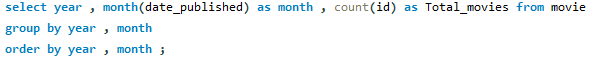 select year , month(date_published) as month , count(id) as Total_movies from movie
group by year , month
order by year , month ;